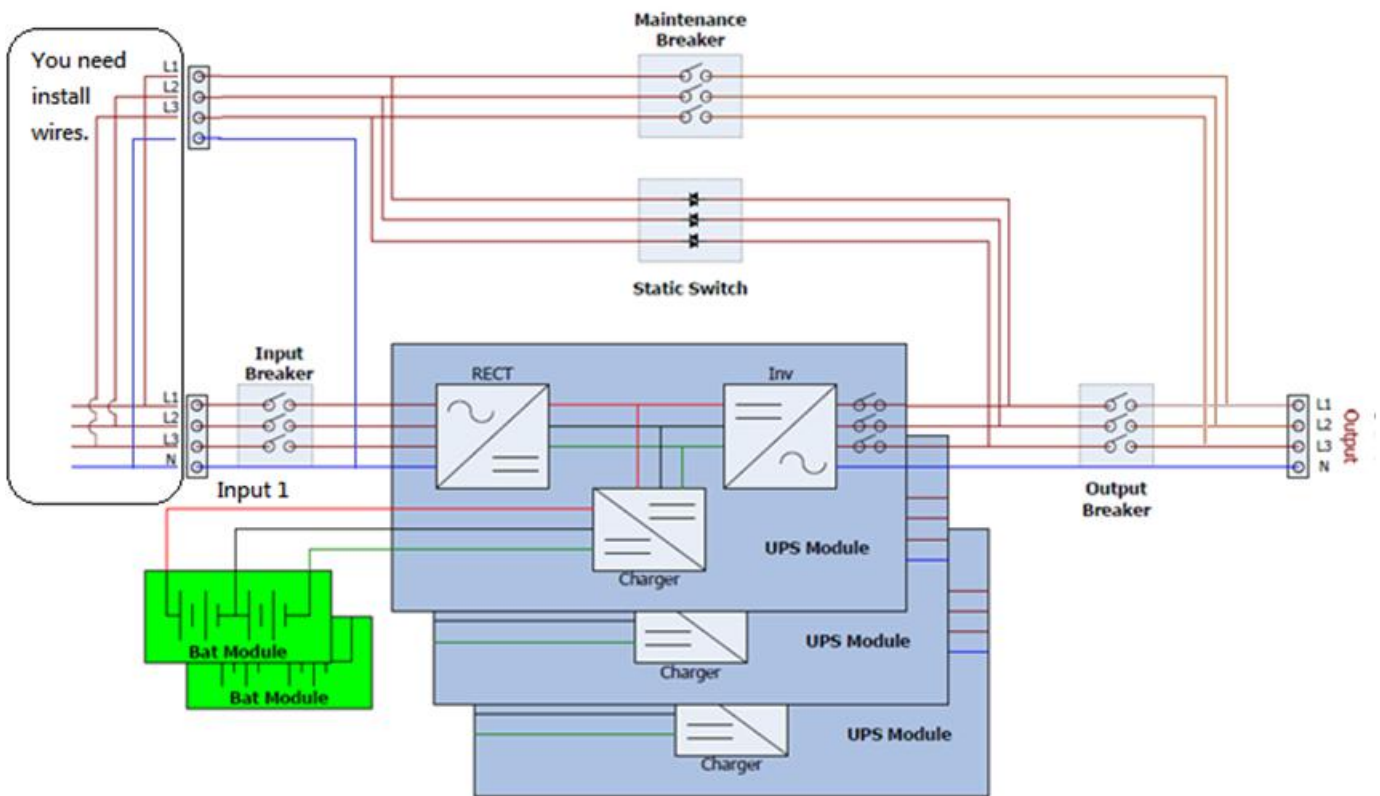 Maintenance
Breaker
You need
install
wires.
L1
L2
L3
Static Switch
Input
Breaker
RECT
Inv
L1
L2
L3
N
Input 1
L1
L2
L3
N
Output
Output
Breaker
UPS Module
Charger
UPS Module
Charger
UPS Module
Charger
Bat Module
Bat Module